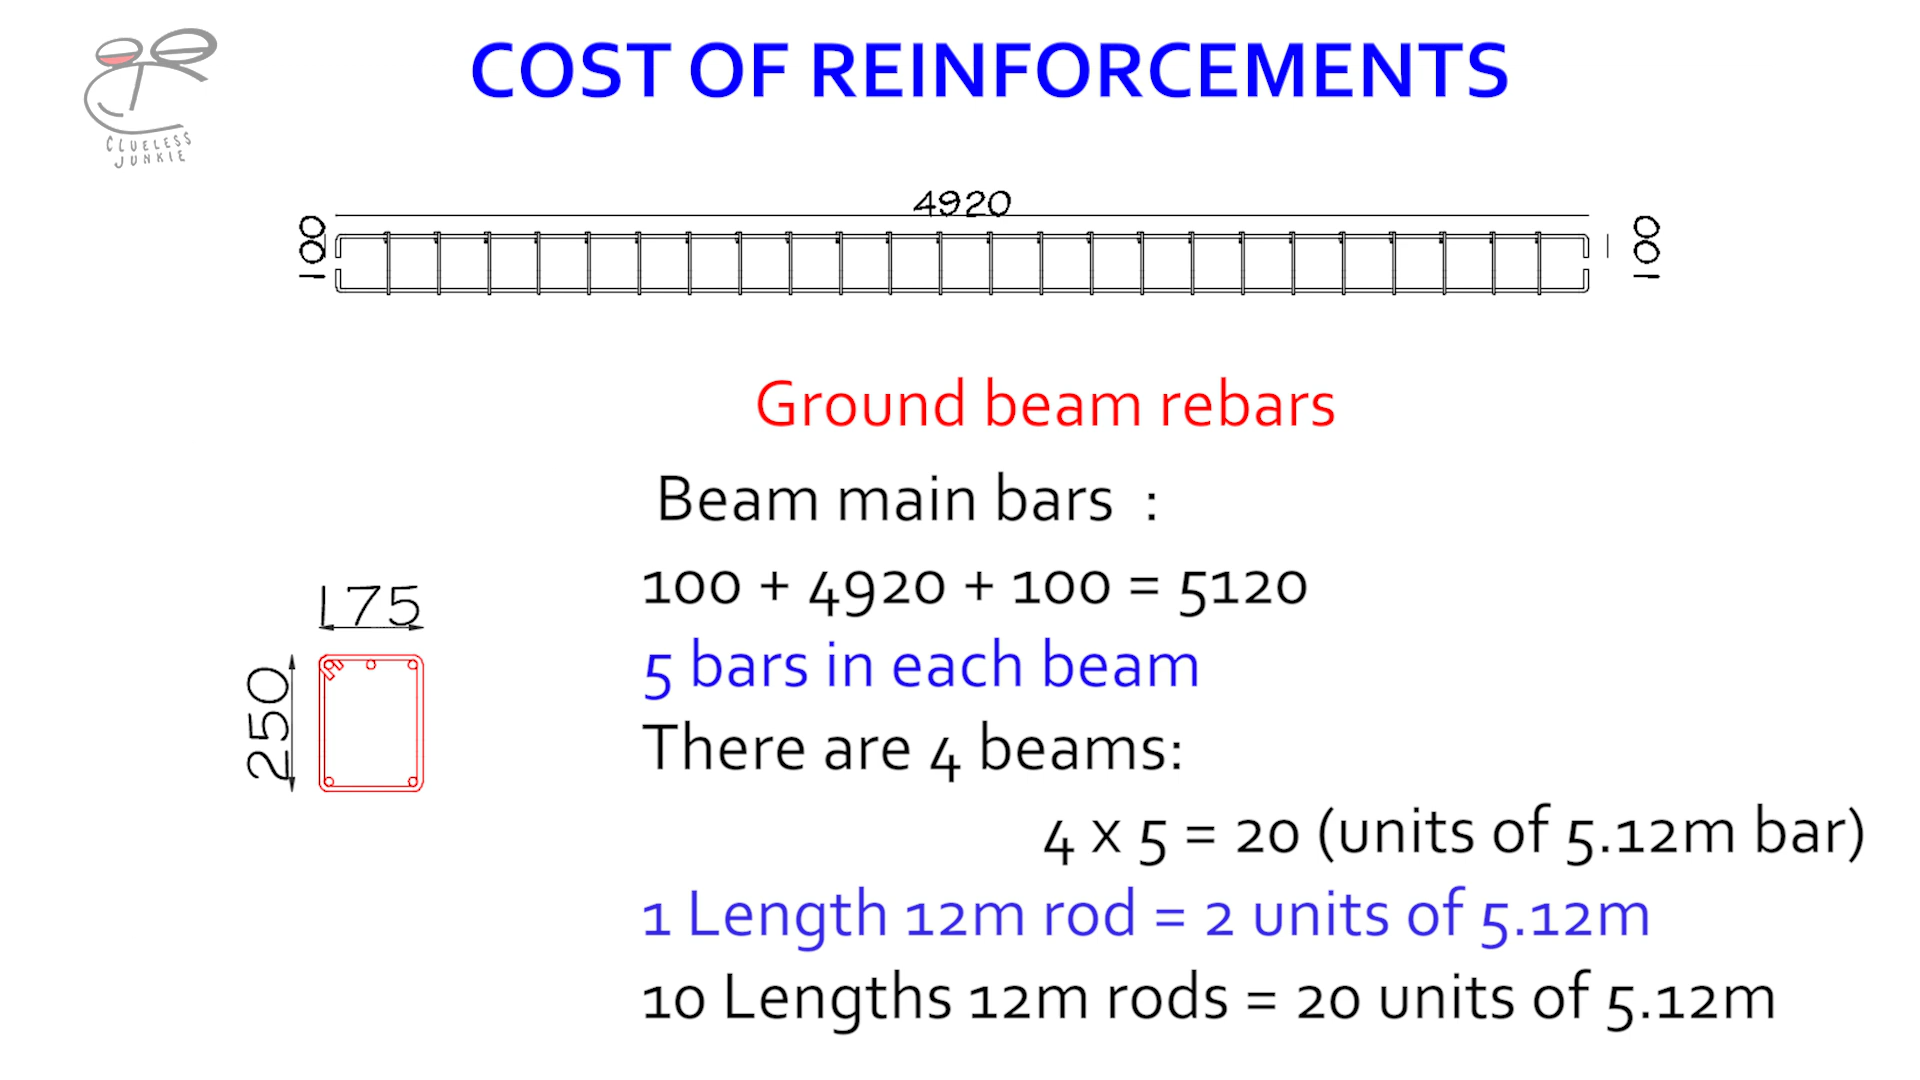 COST OF REINFORCEMENTS
CLUELESS
JUNKIE
4920
100
100
Ground beam rebars
Beam main bars :
100 + 4920 + 100 = 5120
175
250
5 bars in each beam
There are 4 beams:
4 x 5 = 20 (units of 5.12m bar)
1 Length 12m rod = 2 units of 5.12m
10 Lengths 12m rods = 20 units of 5.12m